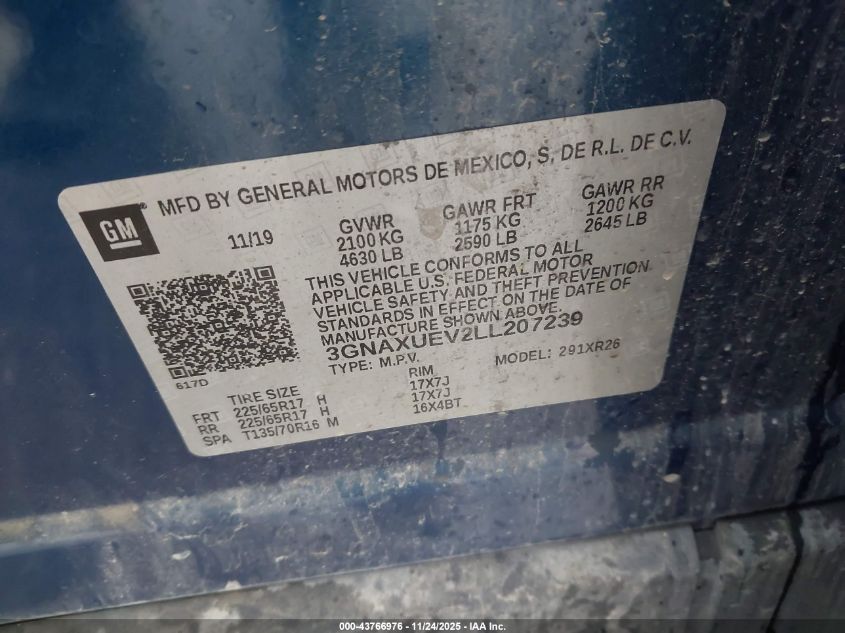 GM®
MFD BY GENERAL MOTORS DE MEXICO, S. DE R.L. DE C.V.
11/19
GVWR
2100 KG
4630 LB
GAWR FRT
1175 KG
2590 LB
GAWR RR
1200 KG
2645 LB
THIS VEHICLE CONFORMS TO ALL
APPLICABLE U.S. FEDERAL MOTOR
VEHICLE SAFETY AND THEFT PREVENTION
STANDARDS IN EFFECT ON THE DATE OF
MANUFACTURE SHOWN ABOVE.
3GNAXUEV2LL207239
TYPE: M.P.V. MODEL: 291XR26
617D
TIRE SIZE RIM
FRT 225/65R17 H 17X7J
RR 225/65R17 H 17X7J
SPA T135/70R16 M 16X4BT
000-43766976 - 11/24/2025 - IAA Inc.